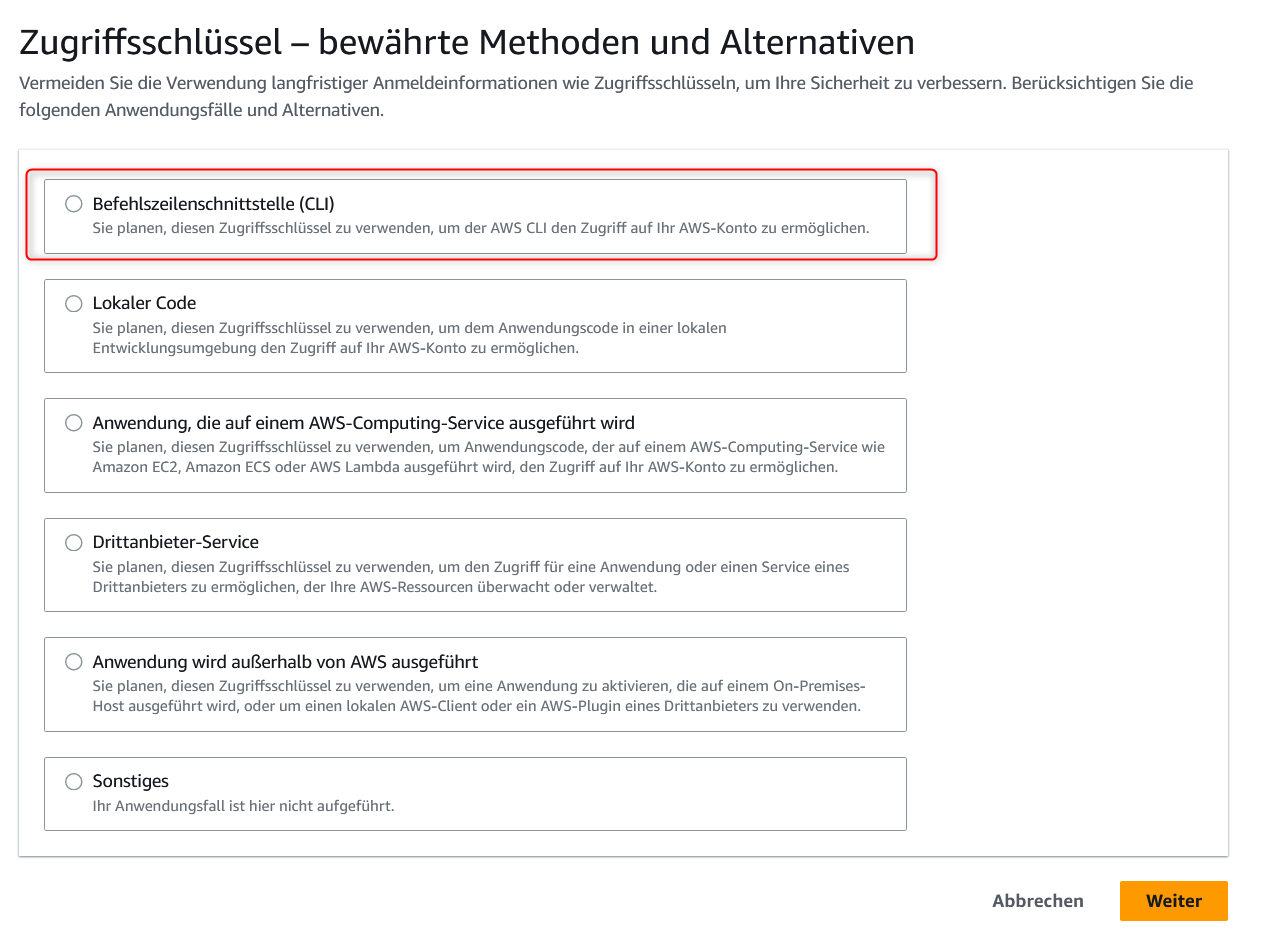 Zugriffsschlüssel – bewährte Methoden und Alternativen
Vermeiden Sie die Verwendung langfristiger Anmeldeinformationen wie Zugriffsschlüsseln, um Ihre Sicherheit zu verbessern. Berücksichtigen Sie die
folgenden Anwendungsfälle und Alternativen.
Befehlszeilenschnittstelle (CLI)
Sie planen, diesen Zugriffsschlüssel zu verwenden, um der AWS CLI den Zugriff auf Ihr AWS-Konto zu ermöglichen.
Lokaler Code
Sie planen, diesen Zugriffsschlüssel zu verwenden, um dem Anwendungscode in einer lokalen
Entwicklungsumgebung den Zugriff auf Ihr AWS-Konto zu ermöglichen.
Anwendung, die auf einem AWS-Computing-Service ausgeführt wird
Sie planen, diesen Zugriffsschlüssel zu verwenden, um Anwendungscode, der auf einem AWS-Computing-Service wie
Amazon EC2, Amazon ECS oder AWS Lambda ausgeführt wird, den Zugriff auf Ihr AWS-Konto zu ermöglichen.
Drittanbieter-Service
Sie planen, diesen Zugriffsschlüssel zu verwenden, um den Zugriff für eine Anwendung oder einen Service eines
Drittanbieters zu ermöglichen, der Ihre AWS-Ressourcen überwacht oder verwaltet.
Anwendung wird außerhalb von AWS ausgeführt
Sie planen, diesen Zugriffsschlüssel zu verwenden, um eine Anwendung zu aktivieren, die auf einem On-Premises-
Host ausgeführt wird, oder um einen lokalen AWS-Client oder ein AWS-Plugin eines Drittanbieters zu verwenden.
Sonstiges
Ihr Anwendungsfall ist hier nicht aufgeführt.
Abbrechen
Weiter